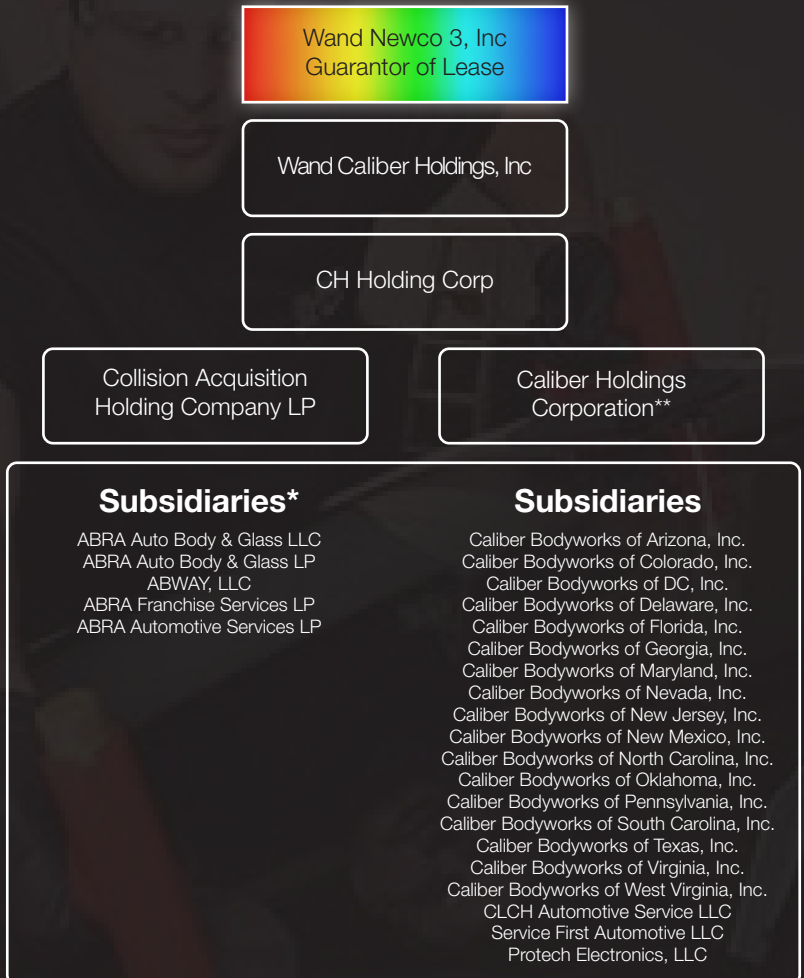 Wand Newco 3, Inc
Guarantor of Lease
Wand Caliber Holdings, Inc
CH Holding Corp
Collision Acquisition
Holding Company LP
Caliber Holdings
Corporation**
Subsidiaries*
ABRA Auto Body & Glass LLC
ABRA Auto Body & Glass LP
ABWAY, LLC
ABRA Franchise Services LP
ABRA Automotive Services LP
Subsidiaries
Caliber Bodyworks of Arizona, Inc.
Caliber Bodyworks of Colorado, Inc.
Caliber Bodyworks of DC, Inc.
Caliber Bodyworks of Delaware, Inc.
Caliber Bodyworks of Florida, Inc.
Caliber Bodyworks of Georgia, Inc.
Caliber Bodyworks of Maryland, Inc.
Caliber Bodyworks of Nevada, Inc.
Caliber Bodyworks of New Jersey, Inc.
Caliber Bodyworks of New Mexico, Inc.
Caliber Bodyworks of North Carolina, Inc.
Caliber Bodyworks of Oklahoma, Inc.
Caliber Bodyworks of Pennsylvania, Inc.
Caliber Bodyworks of South Carolina, Inc.
Caliber Bodyworks of Texas, Inc.
Caliber Bodyworks of Virginia, Inc.
Caliber Bodyworks of West Virginia, Inc.
CLCH Automotive Service LLC
Service First Automotive LLC
Protech Electronics, LLC